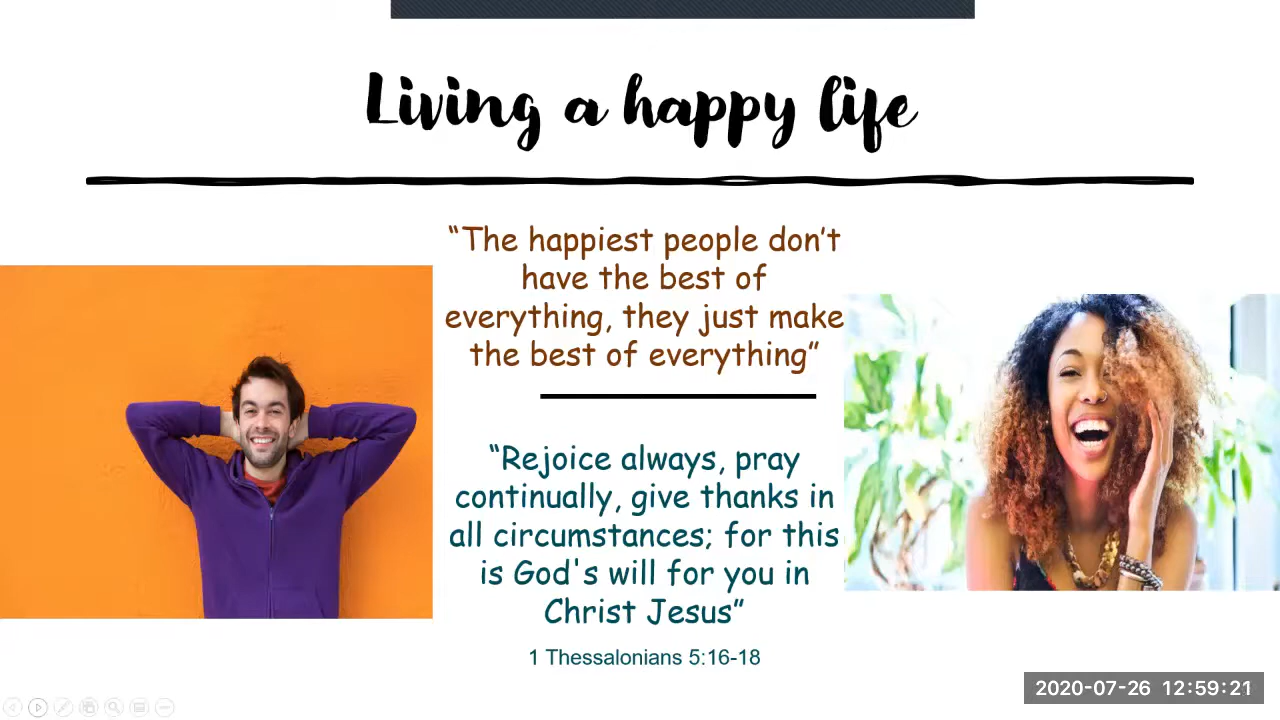 Living a happy life
“The happiest people don’t
have the best of
everything, they just make
the best of everything”
“Rejoice always, pray
continually, give thanks in
all circumstances; for this
is God's will for you in
Christ Jesus”
1 Thessalonians 5:16-18
2020-07-26 12:59:21